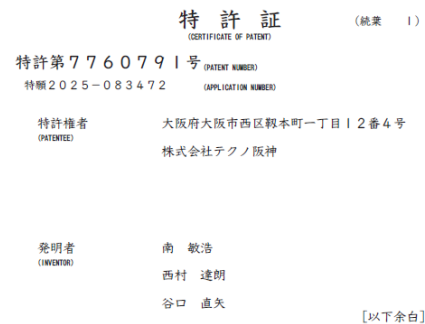 特許証 (続葉 1)
(CERTIFICATE OF PATENT)
特許第7760791号(PATENT NUMBER)
特願2025-083472 (APPLICATION NUMBER)
特許権者 大阪府大阪市西区靱本町一丁目12番4号
(PATENTEE)
株式会社テクノ阪神
発明者 南 敏浩
(INVENTOR)
西村 達朗
谷口 直矢
[以下余白]